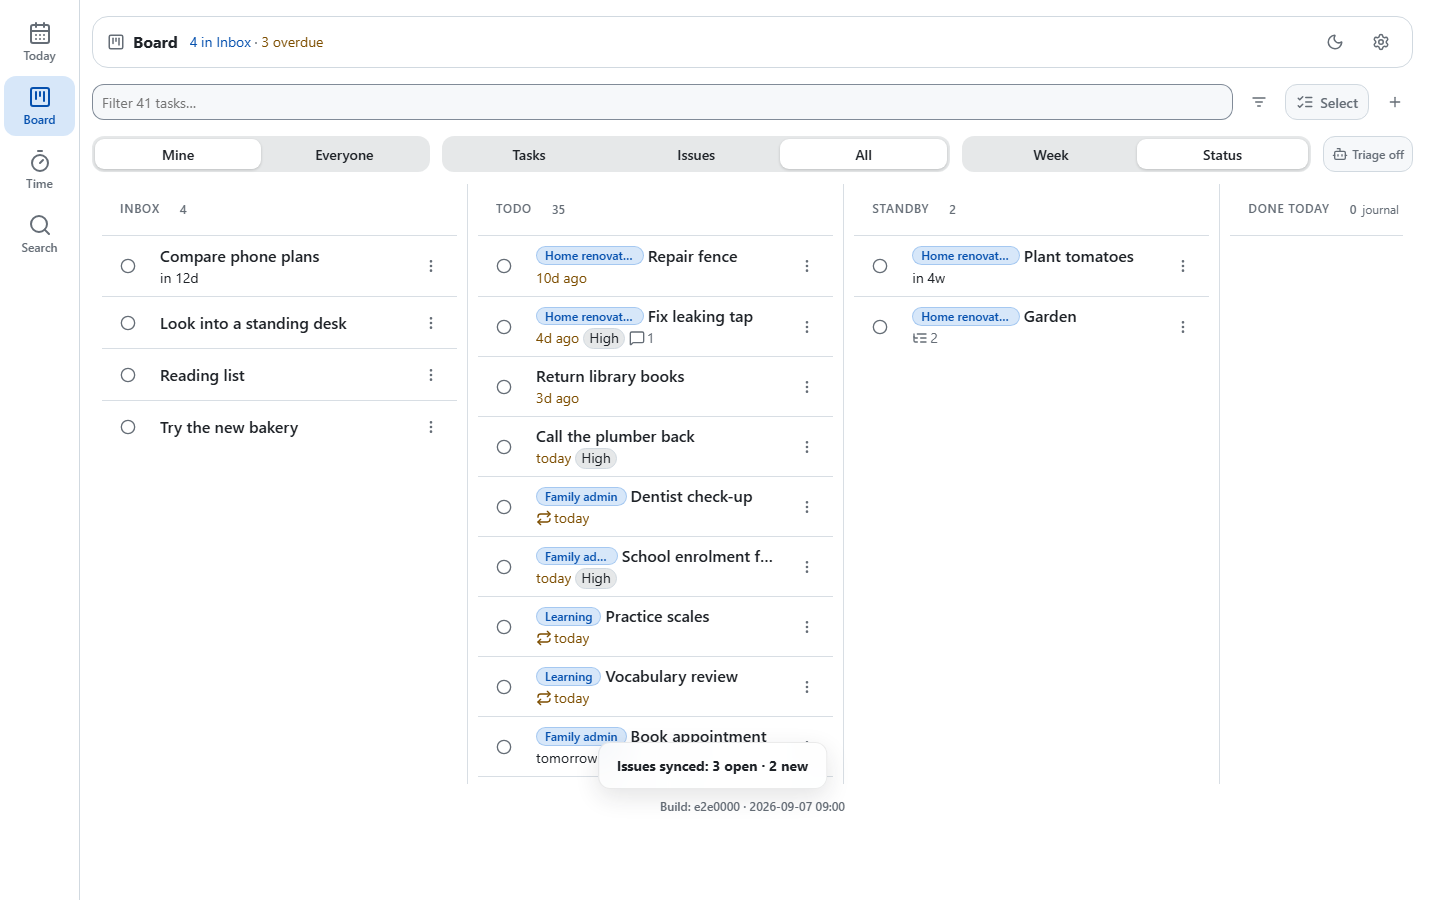 Today
Board
Time
Search
Board 4 in Inbox · 3 overdue
Filter 41 tasks...
Select
Mine Everyone
Tasks Issues All
Week Status
Triage off
INBOX 4
Compare phone plans
in 12d
Look into a standing desk
Reading list
Try the new bakery
TODO 35
Home renovat... Repair fence
10d ago
Home renovat... Fix leaking tap
4d ago High 1
Return library books
3d ago
Call the plumber back
today High
Family admin Dentist check-up
today
Family ad... School enrolment f...
today High
Learning Practice scales
today
Learning Vocabulary review
today
Family admin Book appointment
tomorrow
STANDBY 2
Home renovat... Plant tomatoes
in 4w
Home renovat... Garden
2
DONE TODAY 0 journal
Issues synced: 3 open · 2 new
Build: e2e0000 · 2026-09-07 09:00